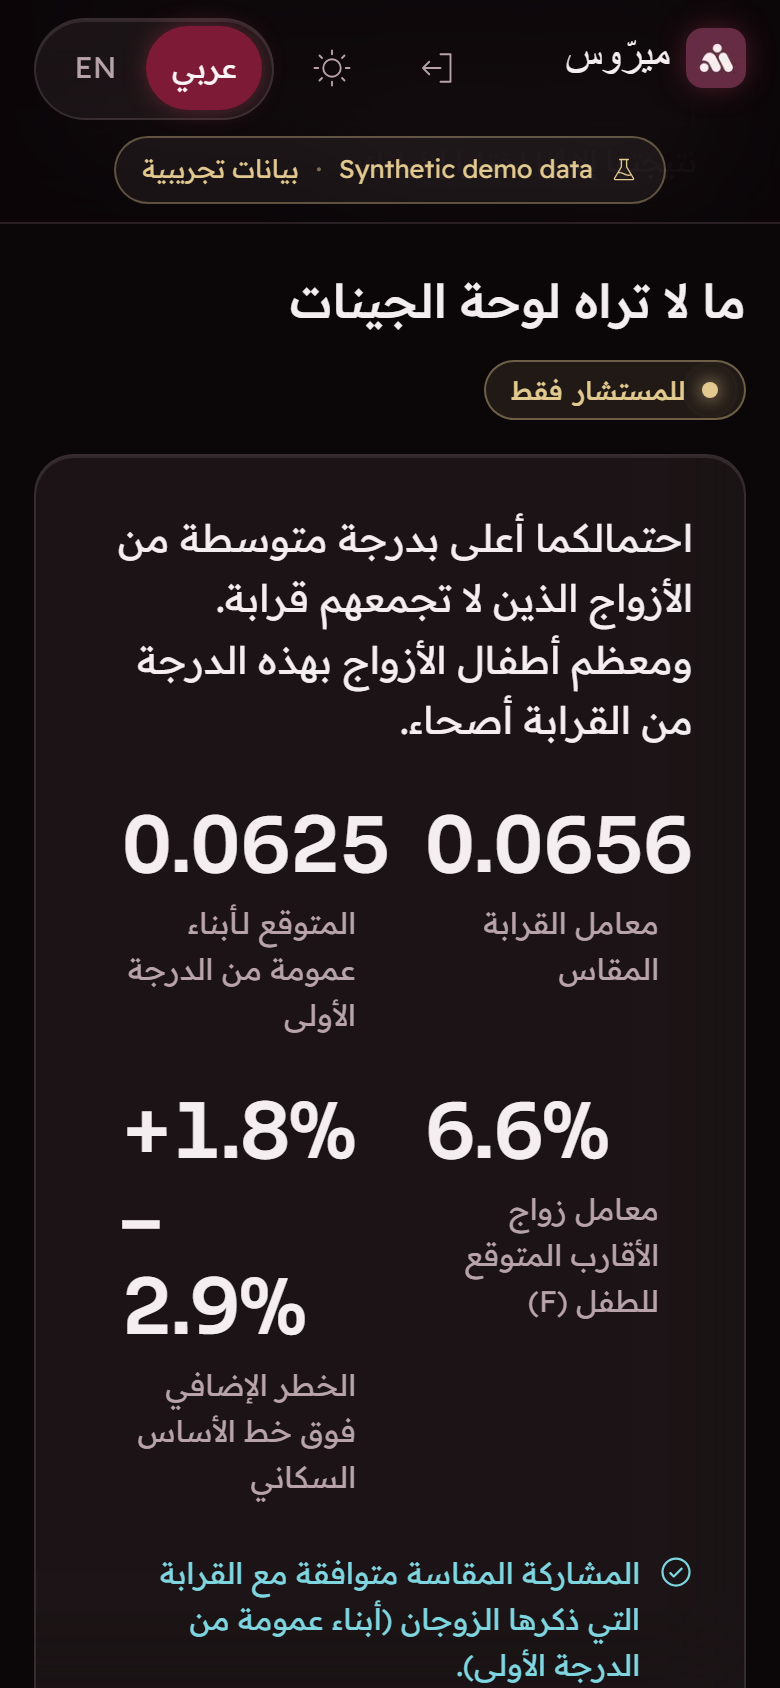 ميرّوس
عربي
EN
Synthetic demo data · بيانات تجريبية
ما لا تراه لوحة الجينات
للمستشار فقط
احتمالكما أعلى بدرجة متوسطة من
الأزواج الذين لا تجمعهم قرابة.
ومعظم أطفال الأزواج بهذه الدرجة
من القرابة أصحاء.
0.0656
معامل القرابة
المقاس
0.0625
المتوقع لـأبناء
عمومة من الدرجة
الأولى
6.6%
معامل زواج
الأقارب المتوقع
للطفل (F)
+1.8%
–
2.9%
الخطر الإضافي
فوق خط الأساس
السكاني
المشاركة المقاسة متوافقة مع القرابة
التي ذكرها الزوجان (أبناء عمومة من
الدرجة الأولى).